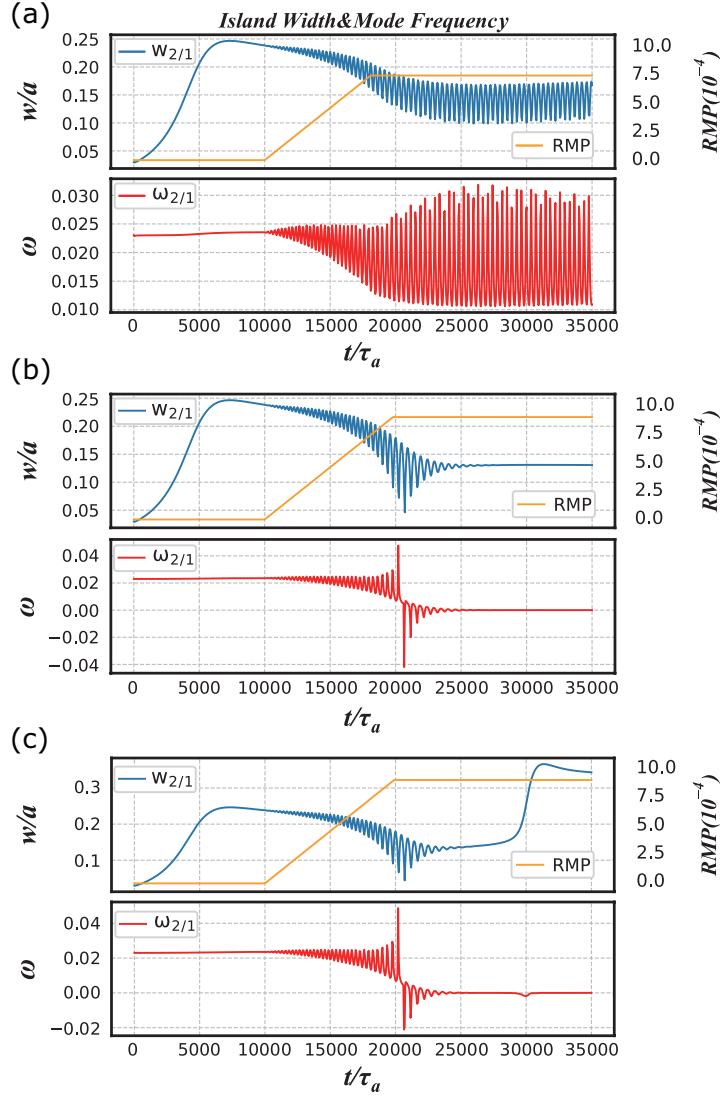 (a)
Island Width&Mode Frequency
w/a
0.25
0.20
0.15
0.10
0.05
w2/1
RMP
10.0
7.5
5.0
2.5
0.0
RMP(10⁻⁴)
ω
0.030
0.025
0.020
0.015
0.010
ω2/1
0 5000 10000 15000 20000 25000 30000 35000
t/τa
(b)
w/a
0.25
0.20
0.15
0.10
0.05
w2/1
RMP
10.0
7.5
5.0
2.5
0.0
RMP(10⁻⁴)
ω
0.04
0.02
0.00
−0.02
−0.04
ω2/1
0 5000 10000 15000 20000 25000 30000 35000
t/τa
(c)
w/a
0.3
0.2
0.1
w2/1
RMP
10.0
7.5
5.0
2.5
0.0
RMP(10⁻⁴)
ω
0.04
0.02
0.00
−0.02
ω2/1
0 5000 10000 15000 20000 25000 30000 35000
t/τa